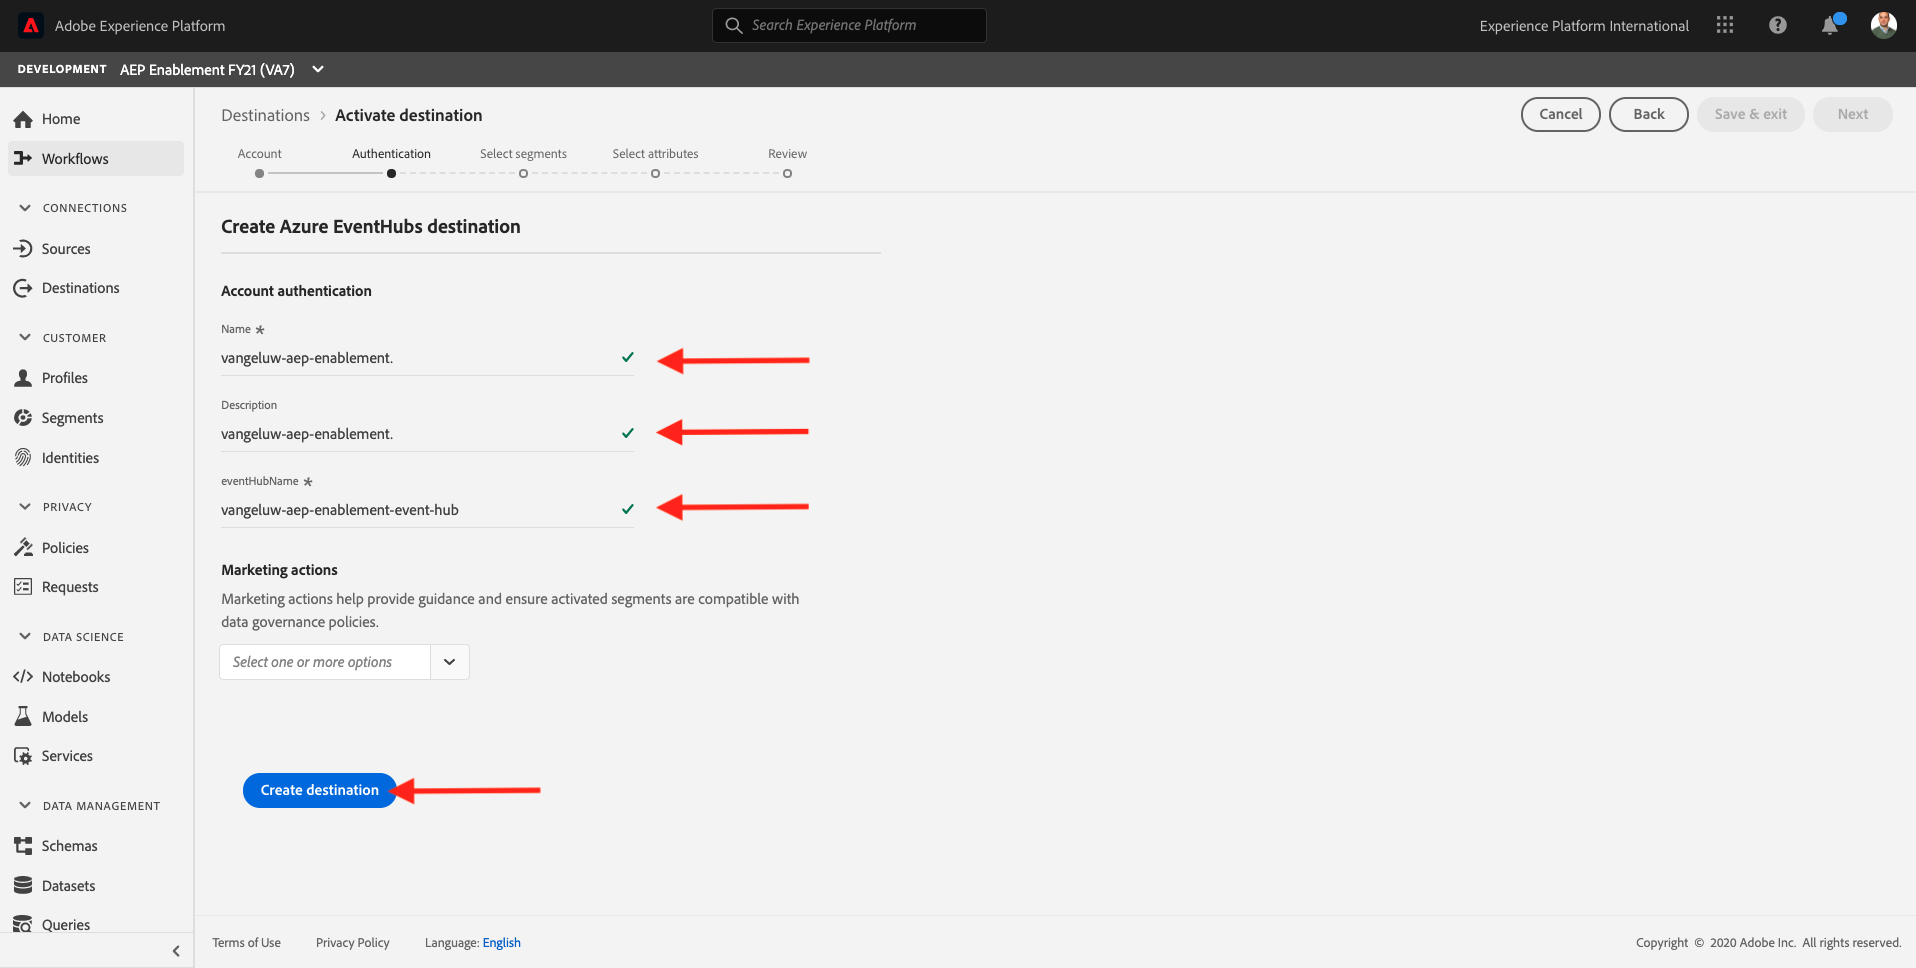 Adobe Experience Platform
Search Experience Platform
Experience Platform International
DEVELOPMENT AEP Enablement FY21 (VA7)
Home
Workflows
CONNECTIONS
Sources
Destinations
CUSTOMER
Profiles
Segments
Identities
PRIVACY
Policies
Requests
DATA SCIENCE
Notebooks
Models
Services
DATA MANAGEMENT
Schemas
Datasets
Queries
Destinations > Activate destination
Cancel Back Save & exit Next
Account Authentication Select segments Select attributes Review
Create Azure EventHubs destination
Account authentication
Name *
vangeluw-aep-enablement.
Description
vangeluw-aep-enablement.
eventHubName *
vangeluw-aep-enablement-event-hub
Marketing actions
Marketing actions help provide guidance and ensure activated segments are compatible with
data governance policies.
Select one or more options
Create destination
Terms of Use Privacy Policy Language: English
Copyright © 2020 Adobe Inc. All rights reserved.